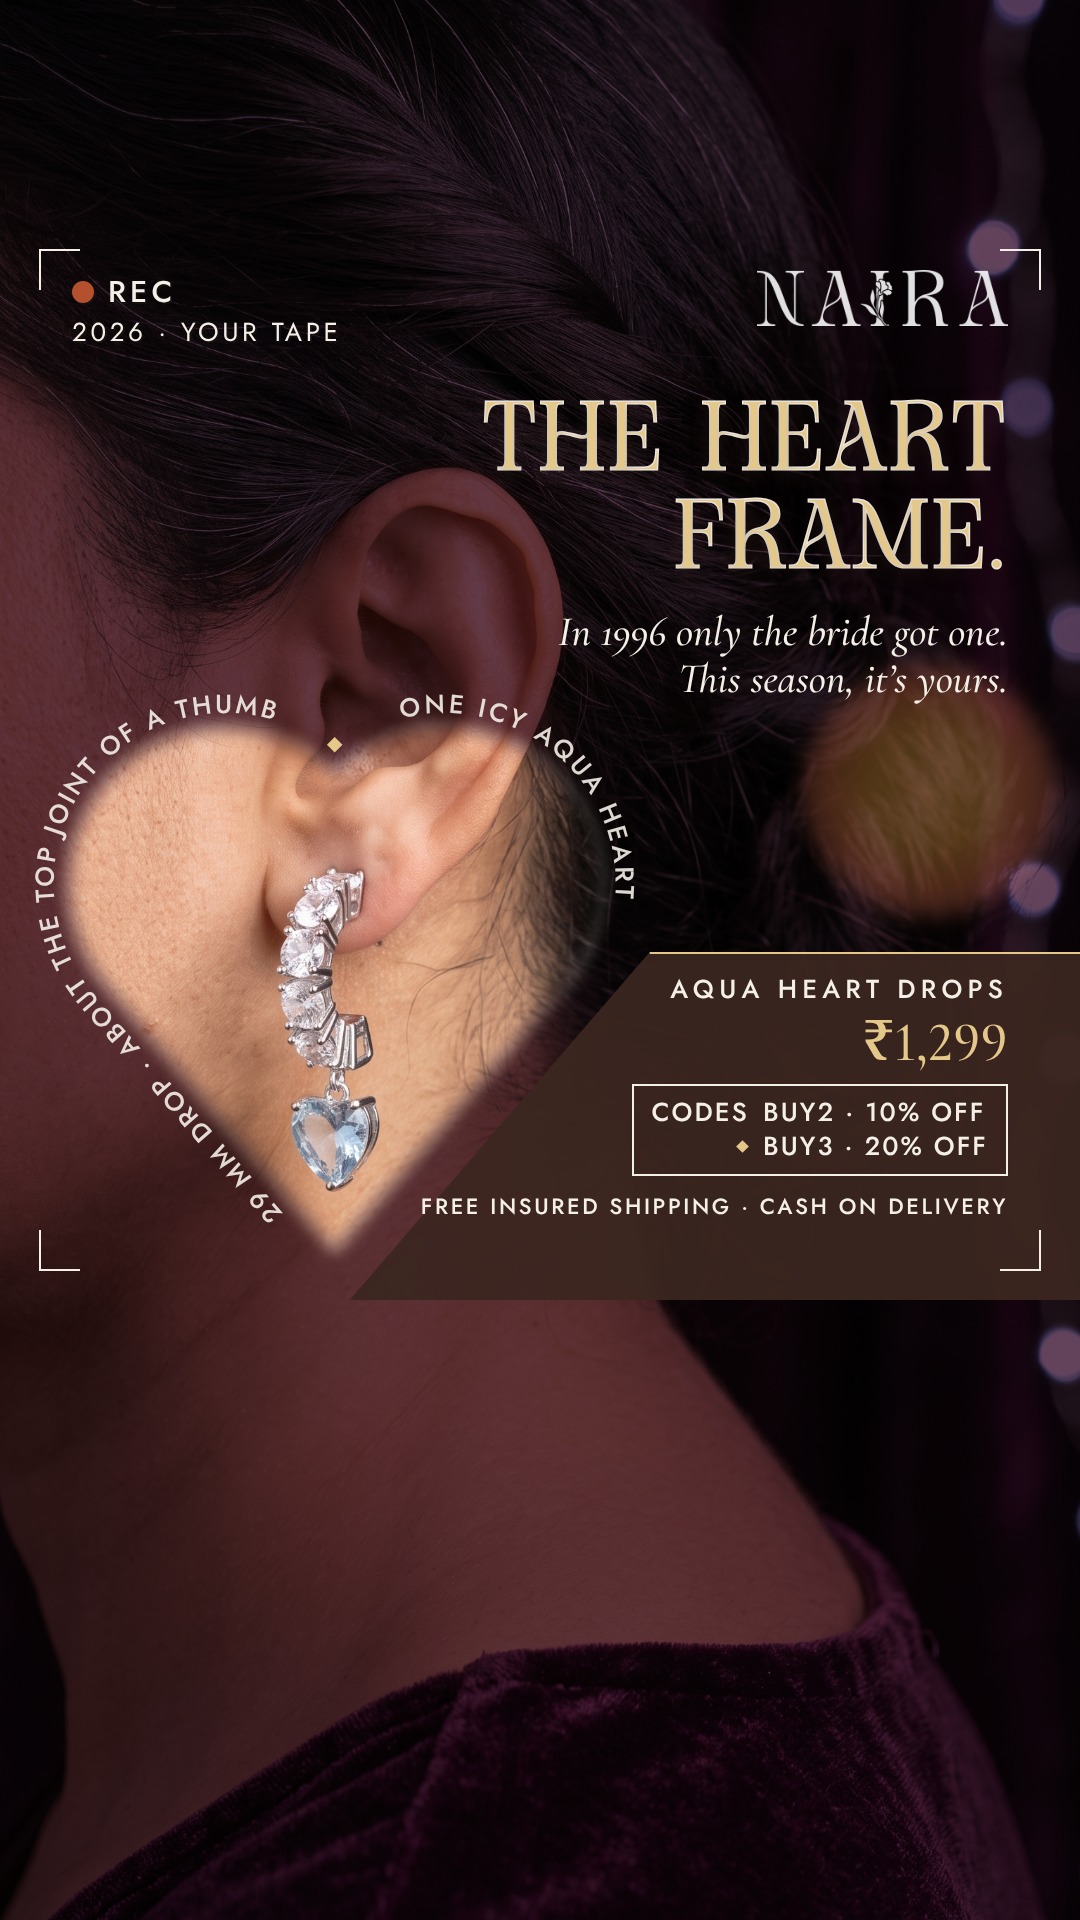 REC
2026 · YOUR TAPE
NAIRA
THE HEART
FRAME.
In 1996 only the bride got one.
This season, it’s yours.
ONE ICY AQUA HEART
29 MM DROP · ABOUT THE TOP JOINT OF A THUMB
AQUA HEART DROPS
₹1,299
CODES BUY2 · 10% OFF
BUY3 · 20% OFF
FREE INSURED SHIPPING · CASH ON DELIVERY